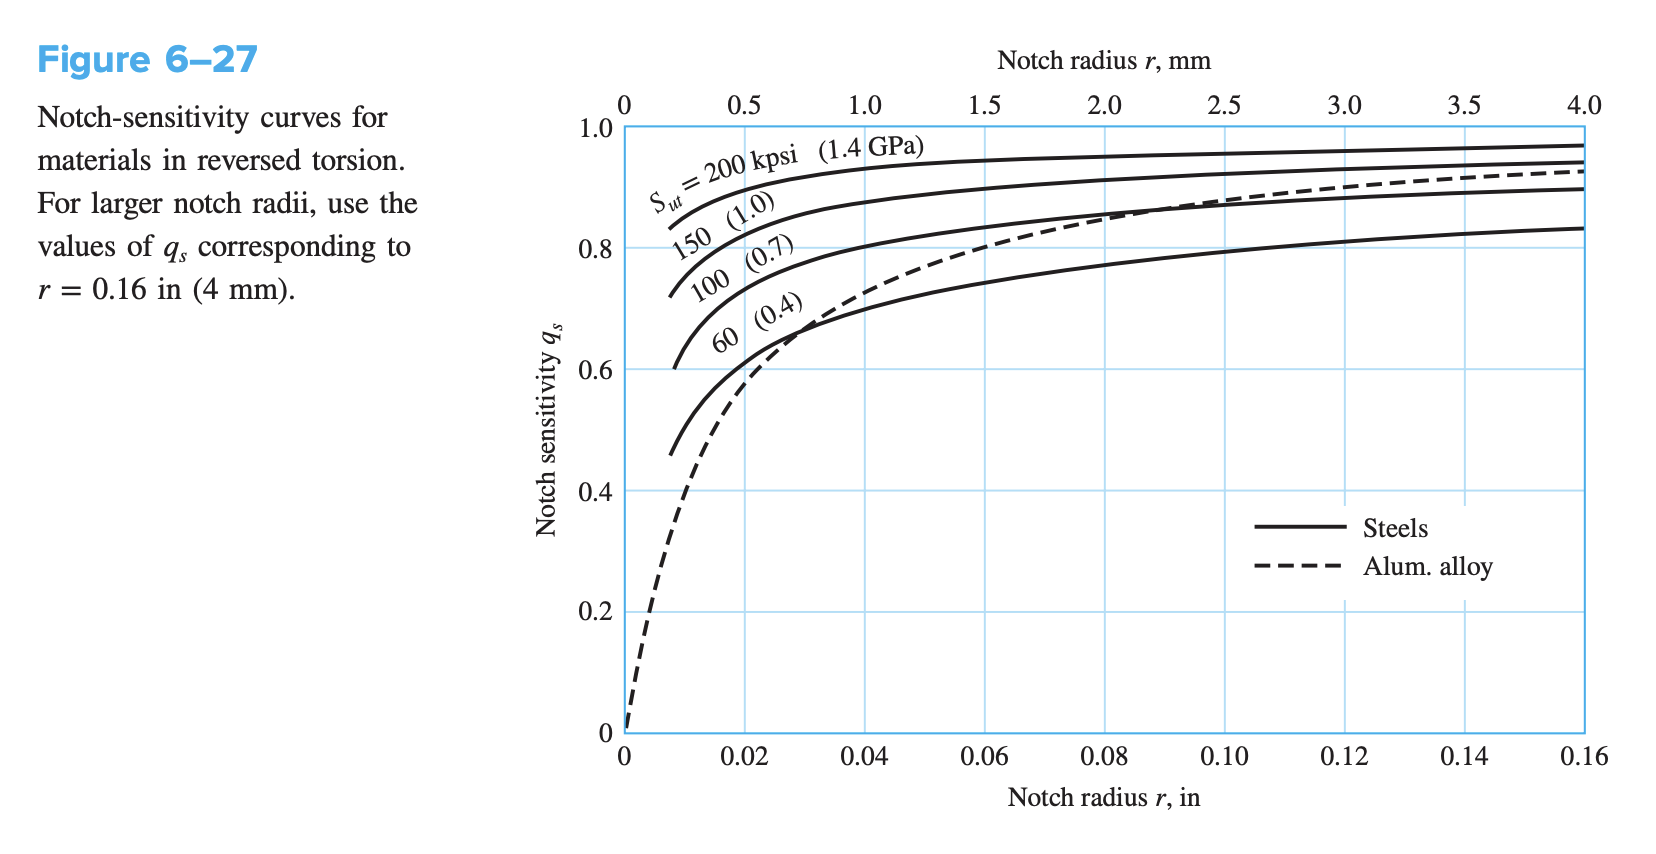 Figure 6–27
Notch-sensitivity curves for
materials in reversed torsion.
For larger notch radii, use the
values of qs corresponding to
r = 0.16 in (4 mm).
Notch radius r, mm
0 0.5 1.0 1.5 2.0 2.5 3.0 3.5 4.0
1.0
0.8
0.6
0.4
0.2
0
Notch sensitivity qs
Sut = 200 kpsi (1.4 GPa)
150 (1.0)
100 (0.7)
60 (0.4)
Steels
Alum. alloy
0 0.02 0.04 0.06 0.08 0.10 0.12 0.14 0.16
Notch radius r, in